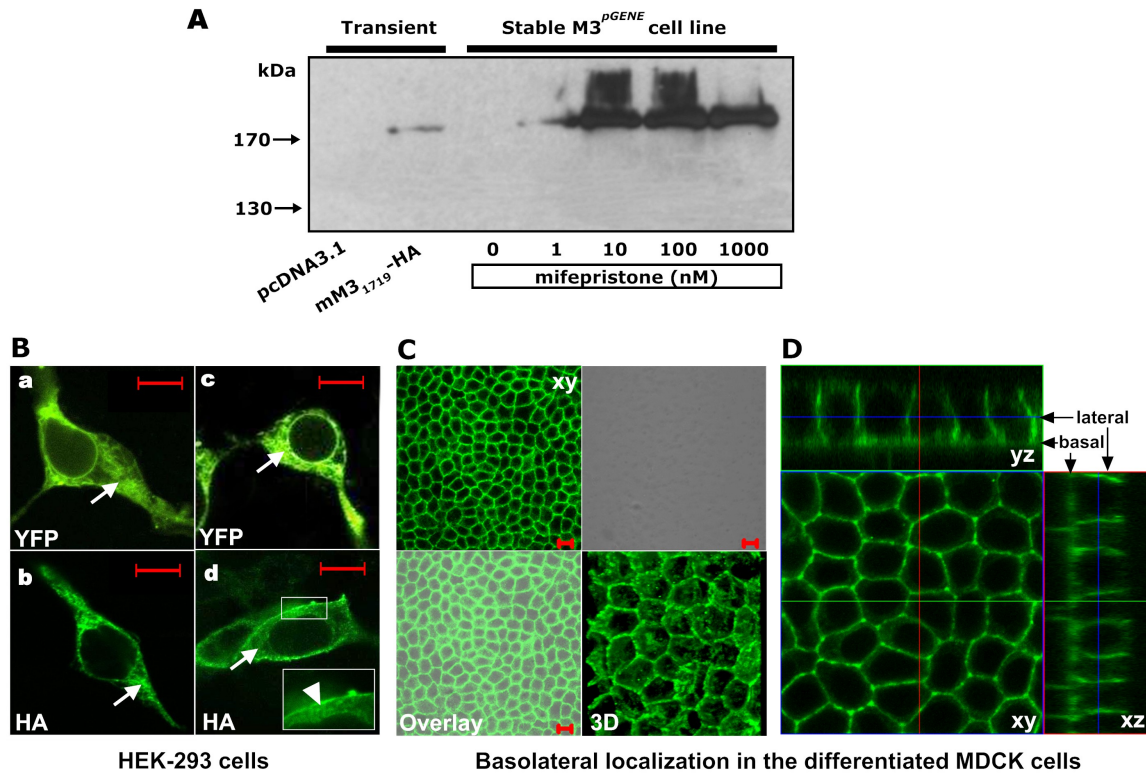 A
Transient
Stable M3pGENE cell line
kDa
170
130
pcDNA3.1
mM31719-HA
0 1 10 100 1000
mifepristone (nM)
B
a
YFP
c
YFP
b
HA
d
HA
HEK-293 cells
C
xy
Overlay
3D
D
yz
lateral
basal
xy
xz
Basolateral localization in the differentiated MDCK cells